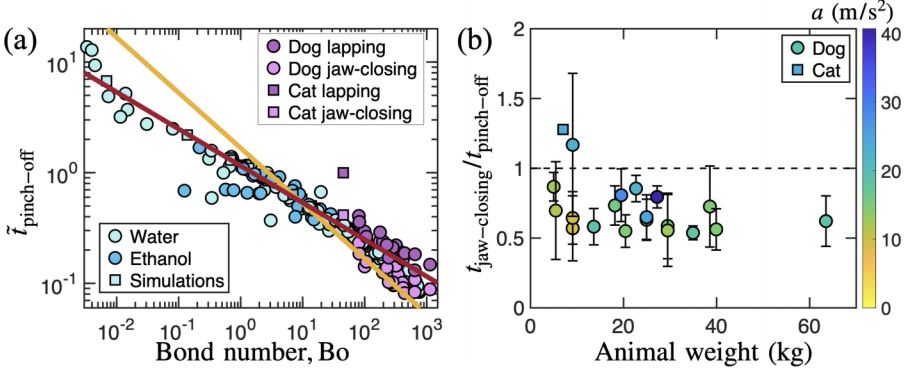 (a)
10¹
10⁰
10⁻¹
t̃pinch−off
10⁻²
10⁻¹
10⁰
10¹
10²
10³
Bond number, Bo
Dog lapping
Dog jaw-closing
Cat lapping
Cat jaw-closing
Water
Ethanol
Simulations
(b)
2
1.5
1
0.5
0
tjaw−closing/tpinch−off
0
20
40
60
Animal weight (kg)
Dog
Cat
a (m/s²)
40
30
20
10
0